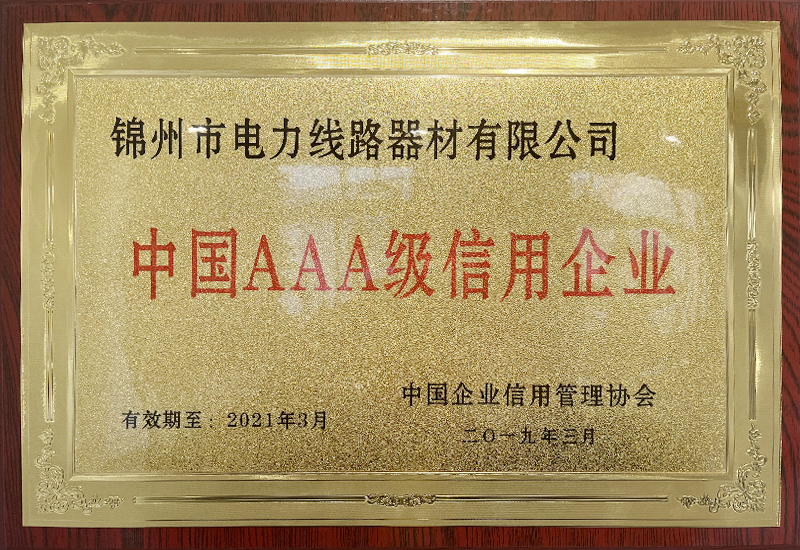 锦州市电力线路器材有限公司
中国AAA级信用企业
中国企业信用管理协会
有效期至：2021年3月
二〇一九年三月